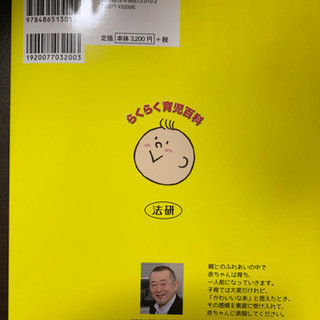 9784865130102
1920077032003
定価 本体3,200円 +税
らくらく育児百科
法研
親とのふれあいの中で
赤ちゃんは育ち、
一人前になっていきます。
子育ては大変だけれど、
「かわいいなあ」と思えたとき、
その感情を素直に受け入れて、
赤ちゃんに表現してください。